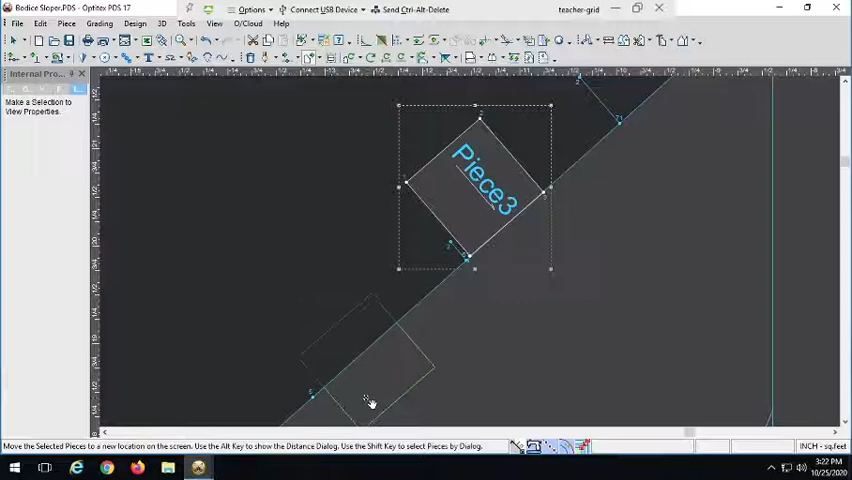 Bodice Sloper.PDS - Optitex PDS 17
Options
Connect USB Device
Send Ctrl-Alt-Delete
teacher-grid
File Piece Grading Design 3D Tools View O/Cloud Help
Internal Pro...
Make a Selection to
View Properties.
Piece3
Move the Selected Pieces to a new location on the screen. Use the Alt Key to show the Distance Dialog. Use the Shift Key to select Pieces by Dialog.
INCH - sq.feet
3:22 PM
10/25/2020